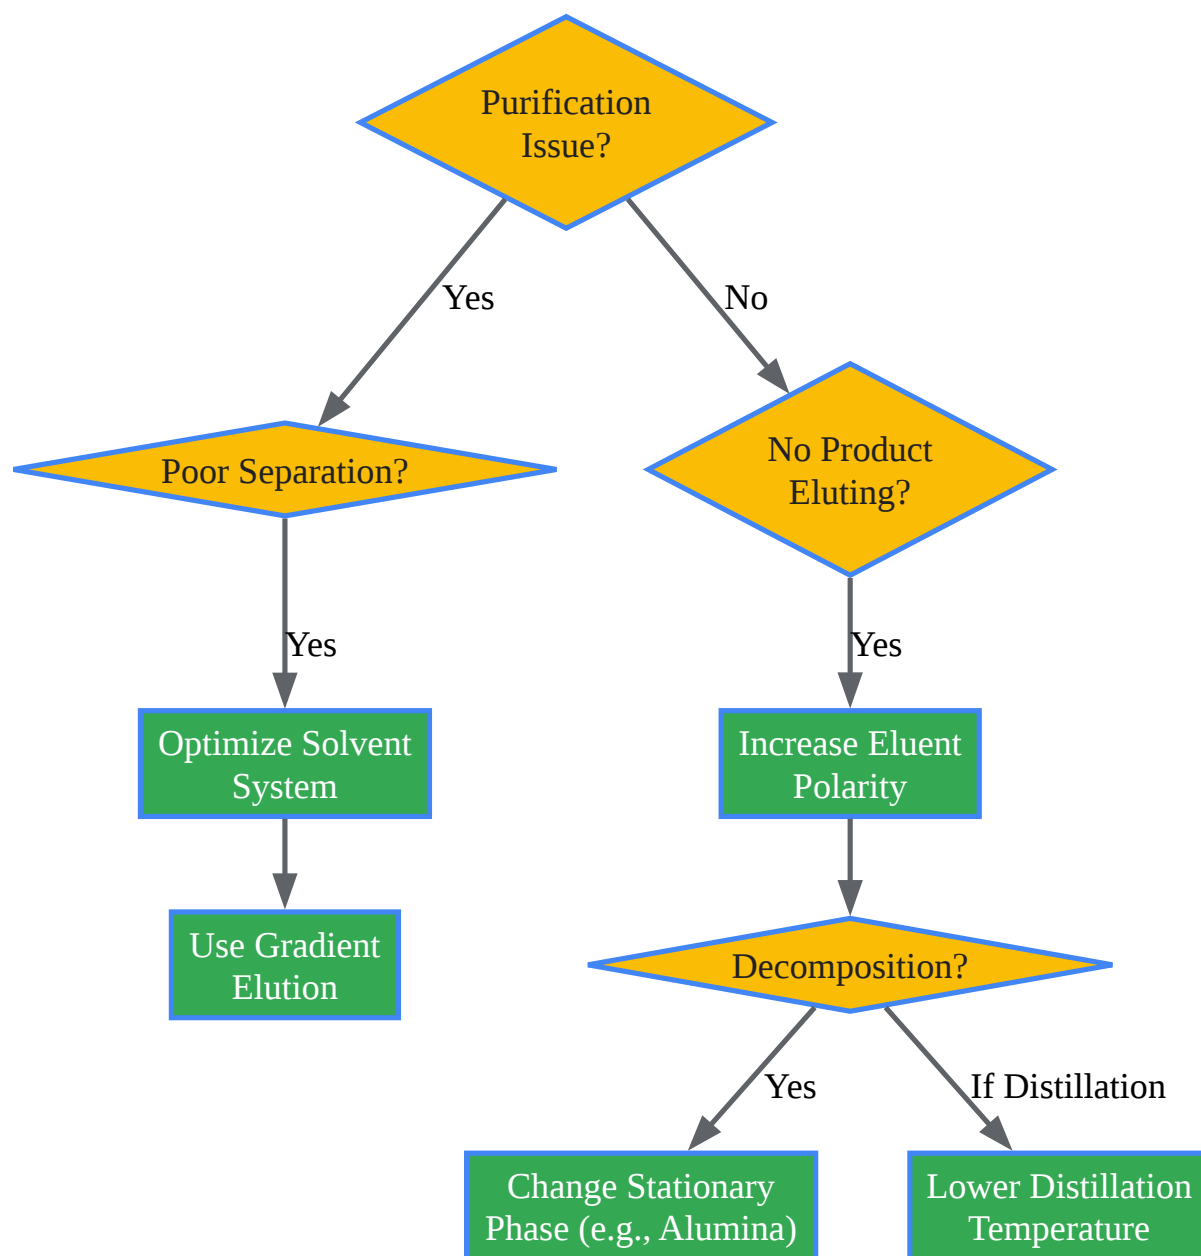 Purification
Issue?
Yes
No
Poor Separation?
No Product
Eluting?
Yes
Yes
Optimize Solvent
System
Increase Eluent
Polarity
Use Gradient
Elution
Decomposition?
Yes
If Distillation
Change Stationary
Phase (e.g., Alumina)
Lower Distillation
Temperature